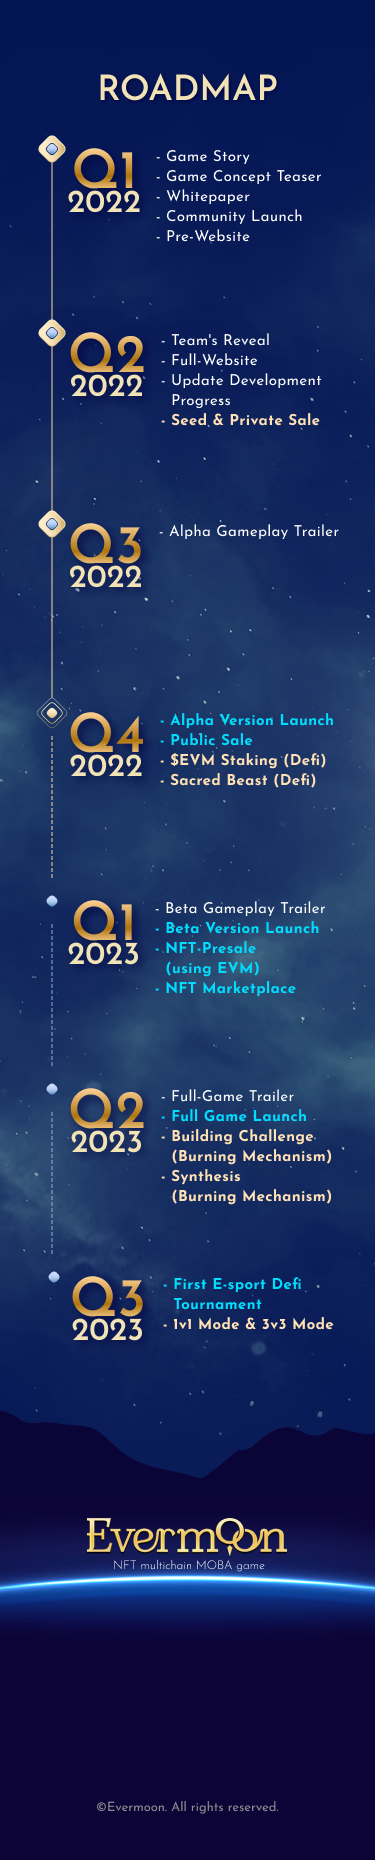 ROADMAP
Q1
2022
- Game Story
- Game Concept Teaser
- Whitepaper
- Community Launch
- Pre-Website
Q2
2022
- Team's Reveal
- Full-Website
- Update Development
Progress
- Seed & Private Sale
Q3
2022
- Alpha Gameplay Trailer
Q4
2022
- Alpha Version Launch
- Public Sale
- $EVM Staking (Defi)
- Sacred Beast (Defi)
Q1
2023
- Beta Gameplay Trailer
- Beta Version Launch
- NFT-Presale
(using EVM)
- NFT Marketplace
Q2
2023
- Full-Game Trailer
- Full Game Launch
- Building Challenge
(Burning Mechanism)
- Synthesis
(Burning Mechanism)
Q3
2023
- First E-sport Defi
Tournament
- 1v1 Mode & 3v3 Mode
Evermoon
NFT multichain MOBA game
©Evermoon. All rights reserved.